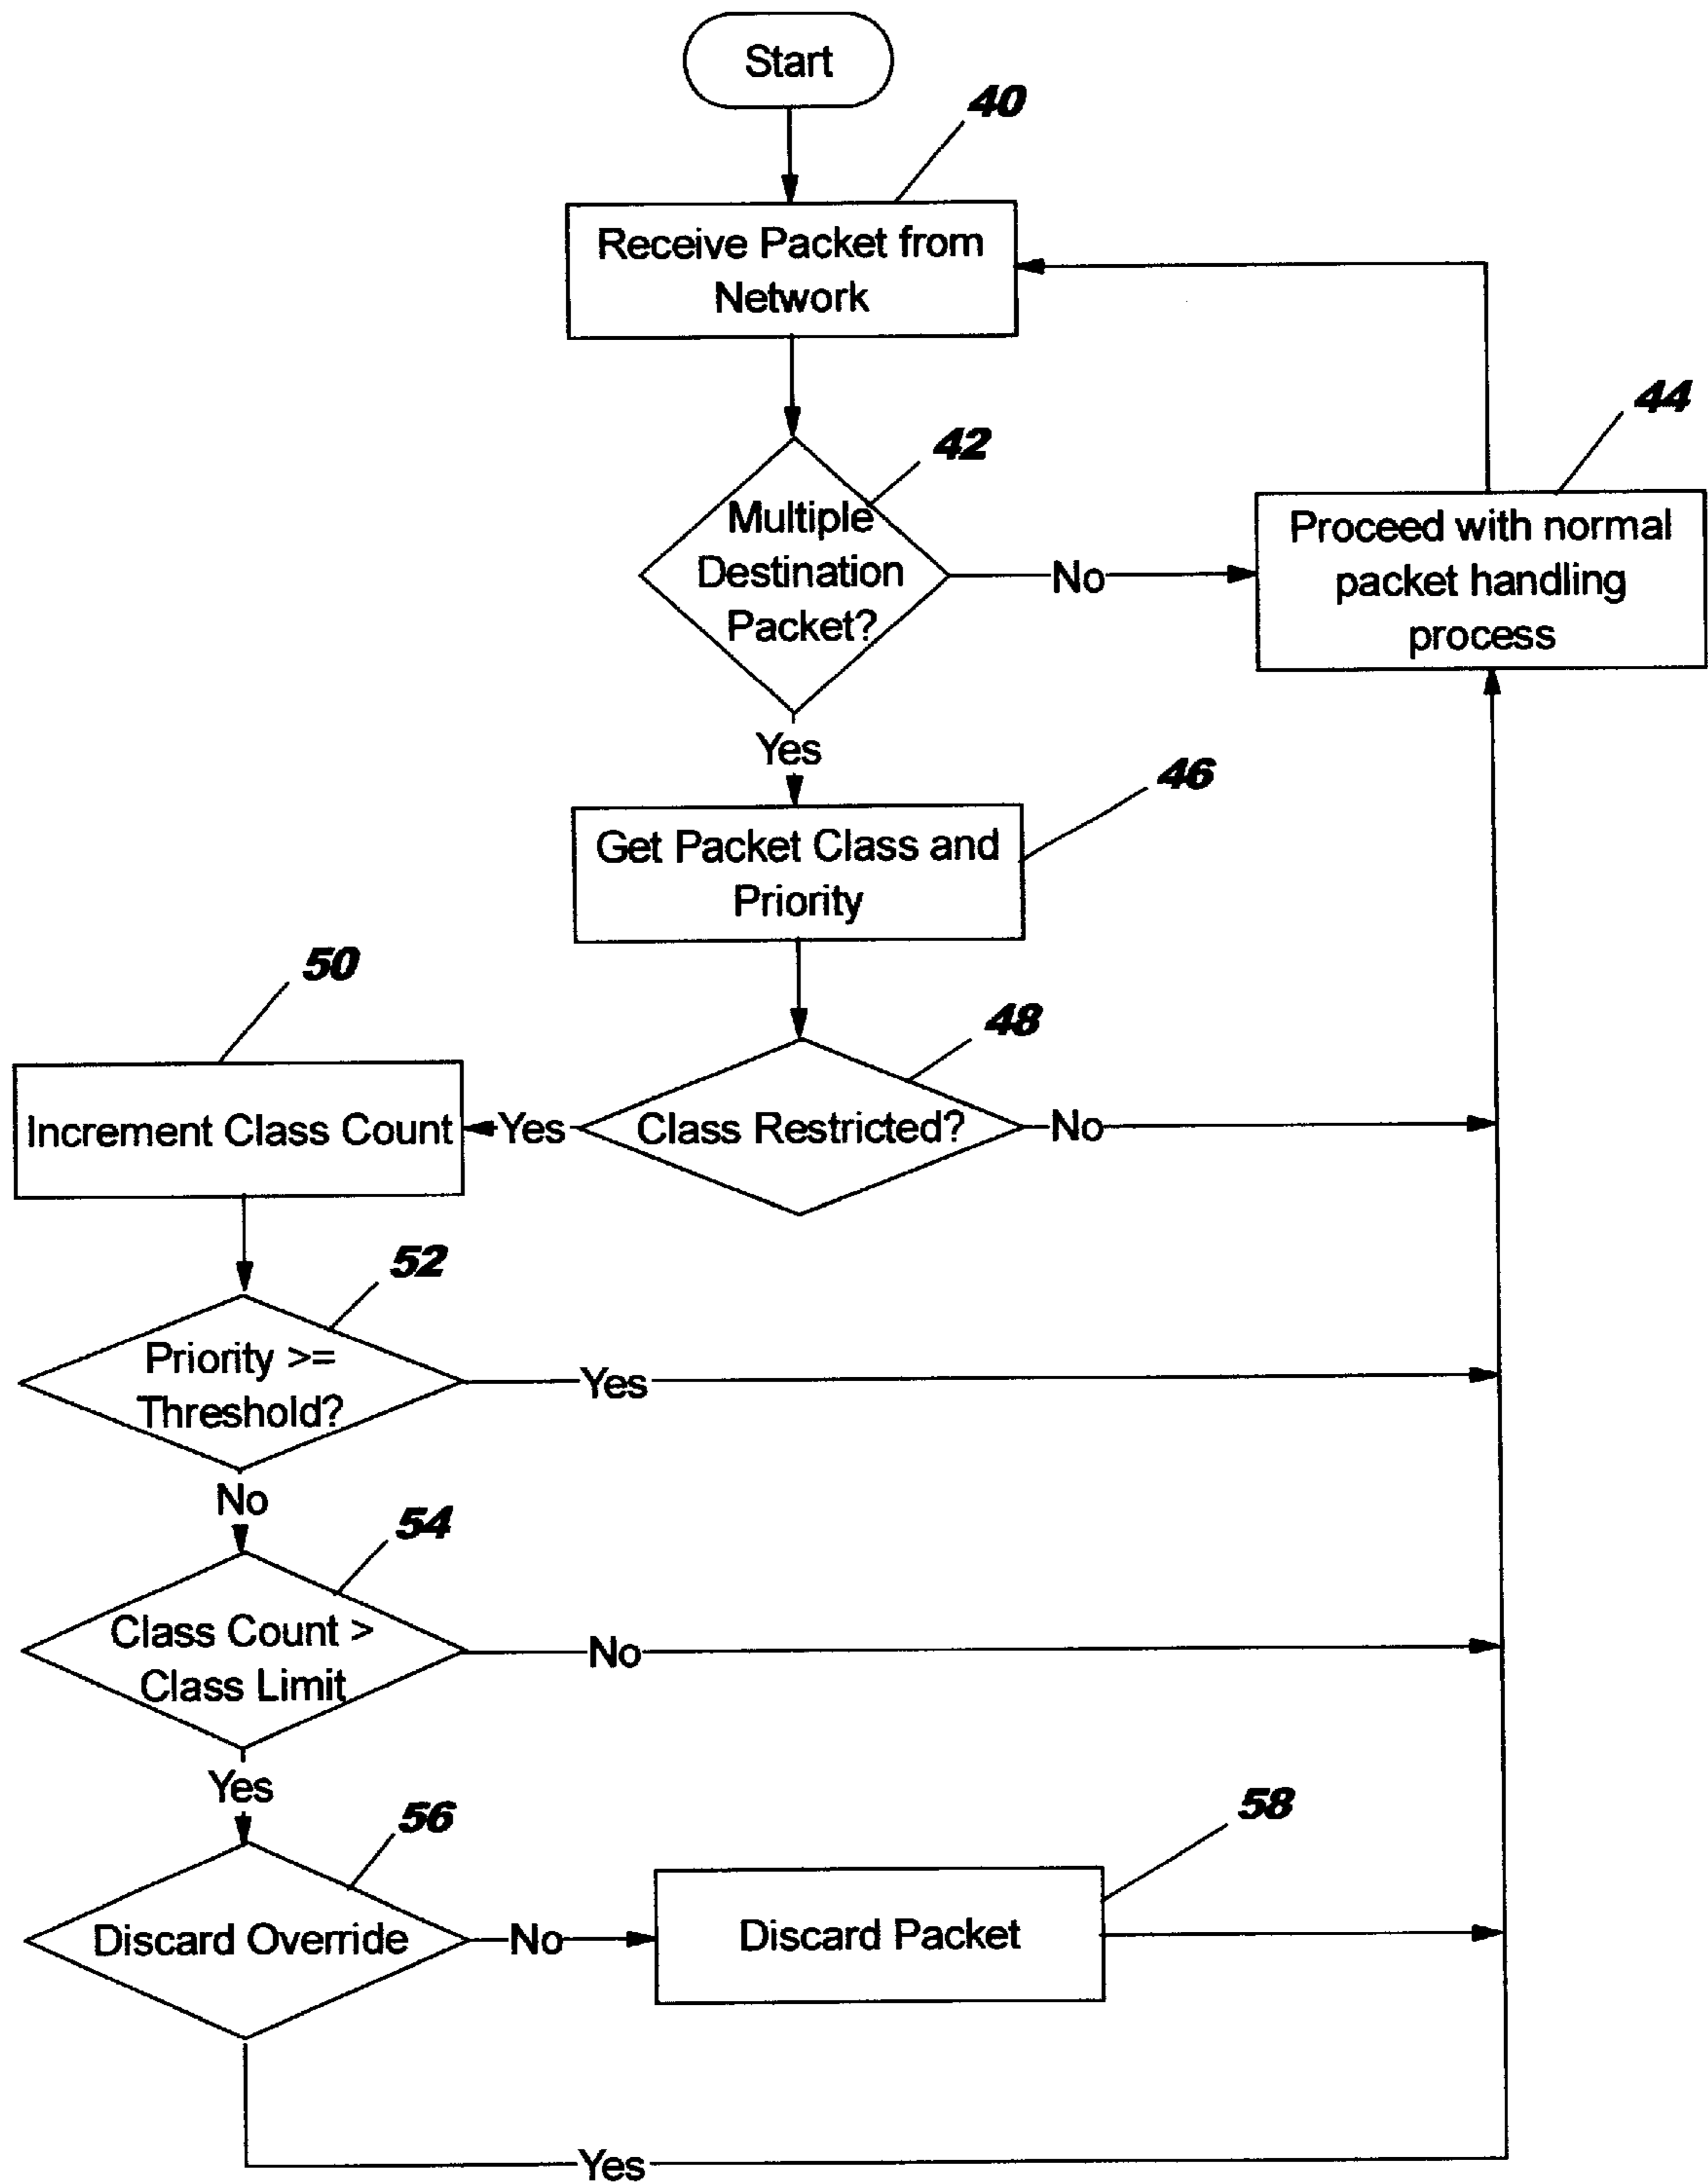 Start
40
Receive Packet from
Network
44
42
Multiple
Destination
Packet?
No
Proceed with normal
packet handling
process
Yes
46
Get Packet Class and
Priority
50
48
Increment Class Count
Yes
Class Restricted?
No
52
Priority >=
Threshold?
Yes
No
54
Class Count >
Class Limit
No
Yes
56
58
Discard Override
No
Discard Packet
Yes